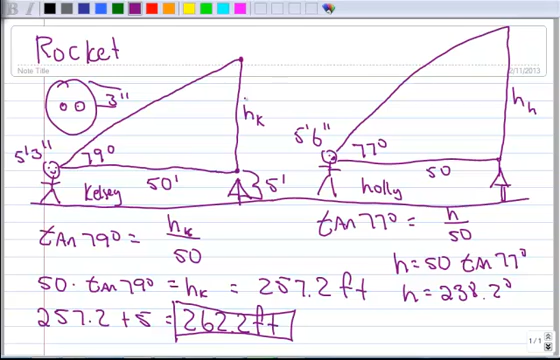 B I U
Rocket
Note Title
2/11/2013
3"
5'3"
79°
h_k
50'
5'
Kelsey
5'6"
77°
h_h
50
holly
tan 79° = h_k/50
50 · tan 79° = h_k = 257.2 ft
257.2 + 5 = 262.2 ft
tan 77° = h/50
h = 50 tan 77°
h = 238.2°
1/1